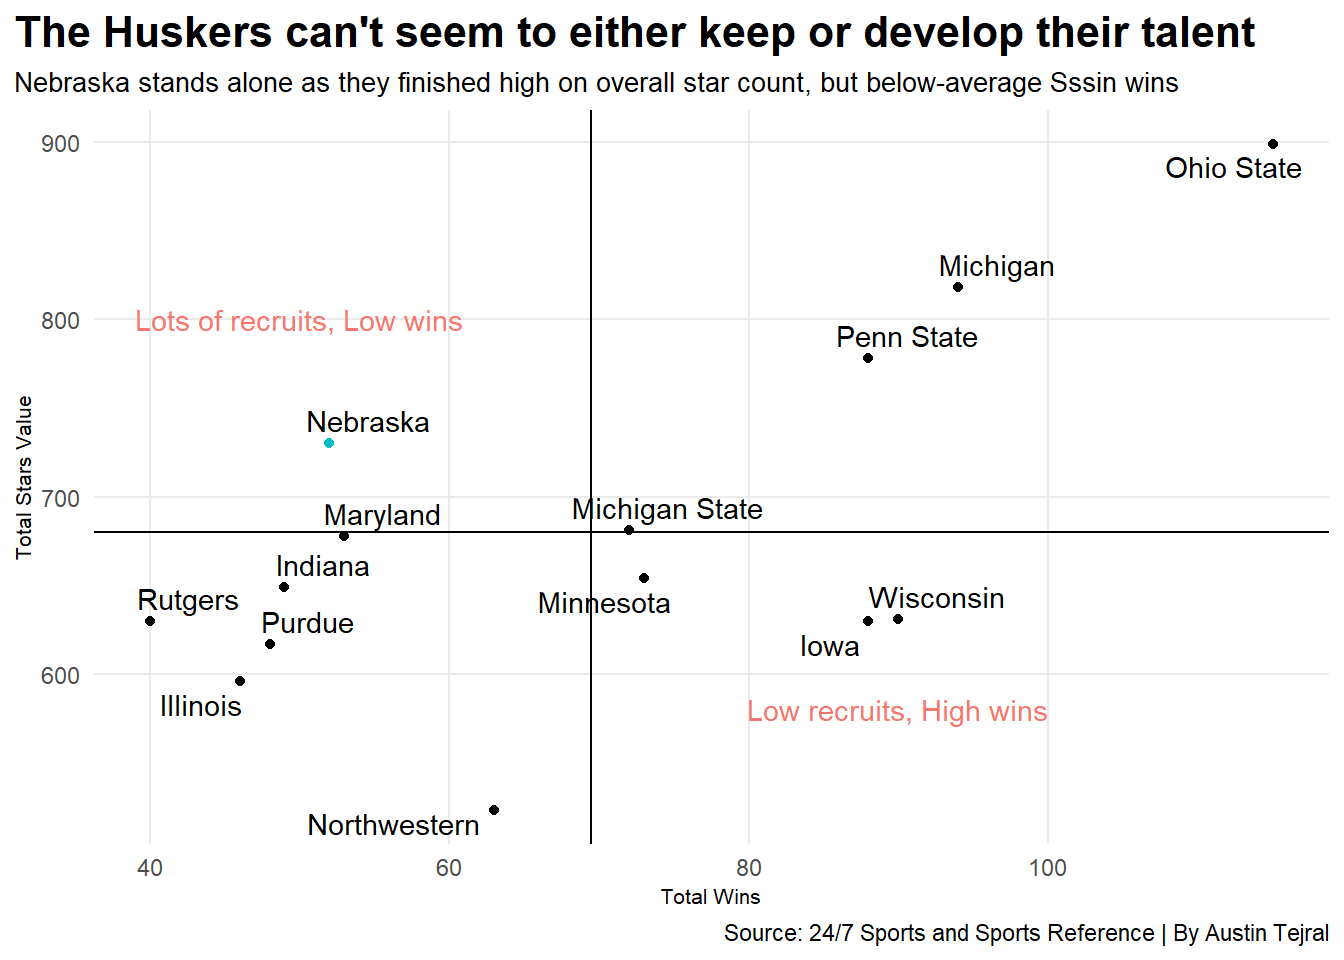 The Huskers can't seem to either keep or develop their talent
Nebraska stands alone as they finished high on overall star count, but below-average Sssin wins
900
Ohio State
Michigan
Lots of recruits, Low wins
800
Penn State
Nebraska
Total Stars Value
700
Michigan State
Maryland
Indiana
Rutgers
Minnesota
Wisconsin
Purdue
Iowa
600
Illinois
Low recruits, High wins
Northwestern
40
60
80
100
Total Wins
Source: 24/7 Sports and Sports Reference | By Austin Tejral